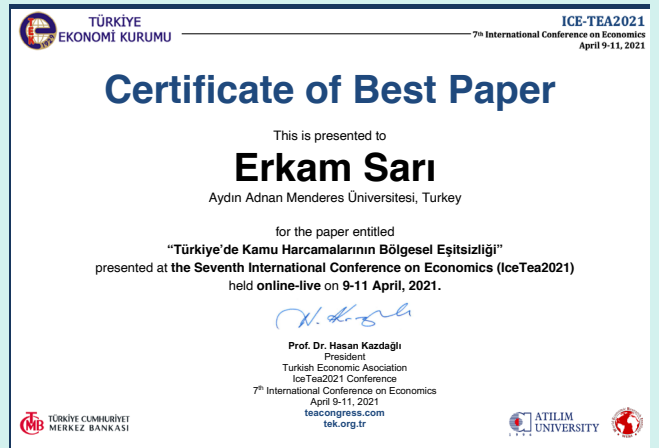 TÜRKİYE
EKONOMİ KURUMU
1929
ICE-TEA2021
7th International Conference on Economics
April 9-11, 2021
Certificate of Best Paper
This is presented to
Erkam Sarı
Aydın Adnan Menderes Üniversitesi, Turkey
for the paper entitled
“Türkiye’de Kamu Harcamalarının Bölgesel Eşitsizliği”
presented at the Seventh International Conference on Economics (IceTea2021)
held online-live on 9-11 April, 2021.
Prof. Dr. Hasan Kazdağlı
President
Turkish Economic Asociation
IceTea2021 Conference
7th International Conference on Economics
April 9-11, 2021
teacongress.com
tek.org.tr
TCMB
TÜRKİYE CUMHURİYET
MERKEZ BANKASI
ATILIM
UNIVERSITY
1996